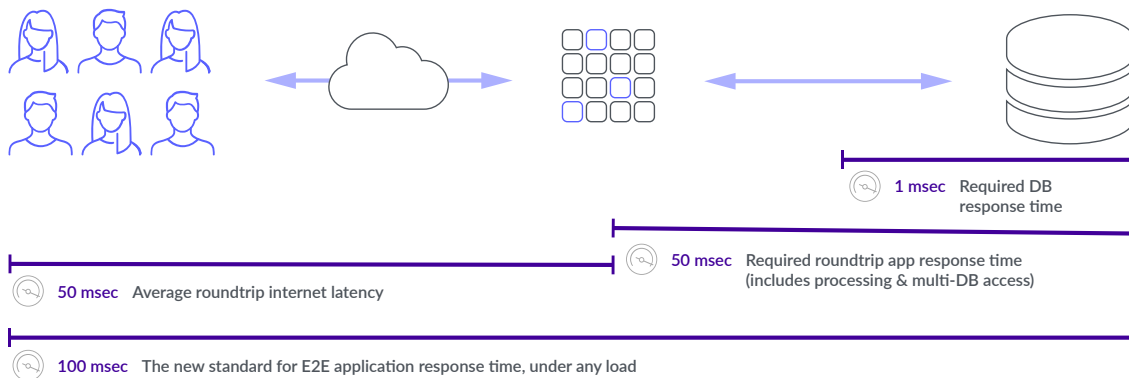 1 msec Required DB
response time
50 msec Required roundtrip app response time
(includes processing & multi-DB access)
50 msec Average roundtrip internet latency
100 msec The new standard for E2E application response time, under any load